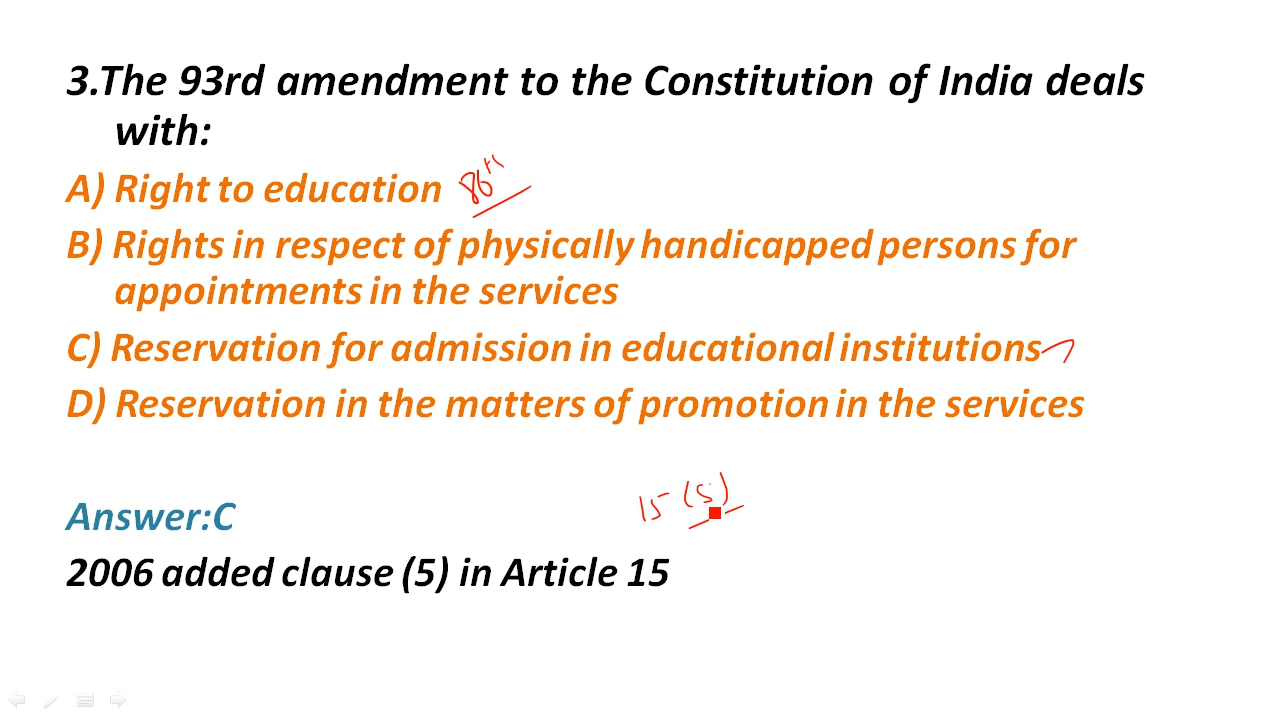 3.The 93rd amendment to the Constitution of India deals
with:
A) Right to education 86th
B) Rights in respect of physically handicapped persons for
appointments in the services
C) Reservation for admission in educational institutions
D) Reservation in the matters of promotion in the services
15 (5)
Answer:C
2006 added clause (5) in Article 15